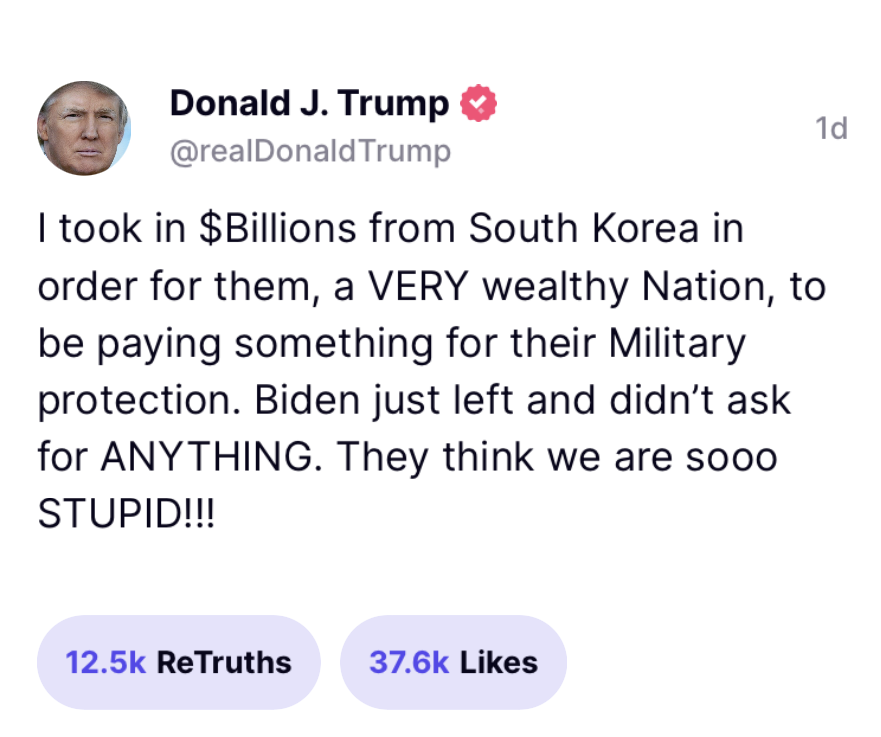 Donald J. Trump
@realDonaldTrump
1d
I took in $Billions from South Korea in
order for them, a VERY wealthy Nation, to
be paying something for their Military
protection. Biden just left and didn’t ask
for ANYTHING. They think we are sooo
STUPID!!!
12.5k ReTruths 37.6k Likes